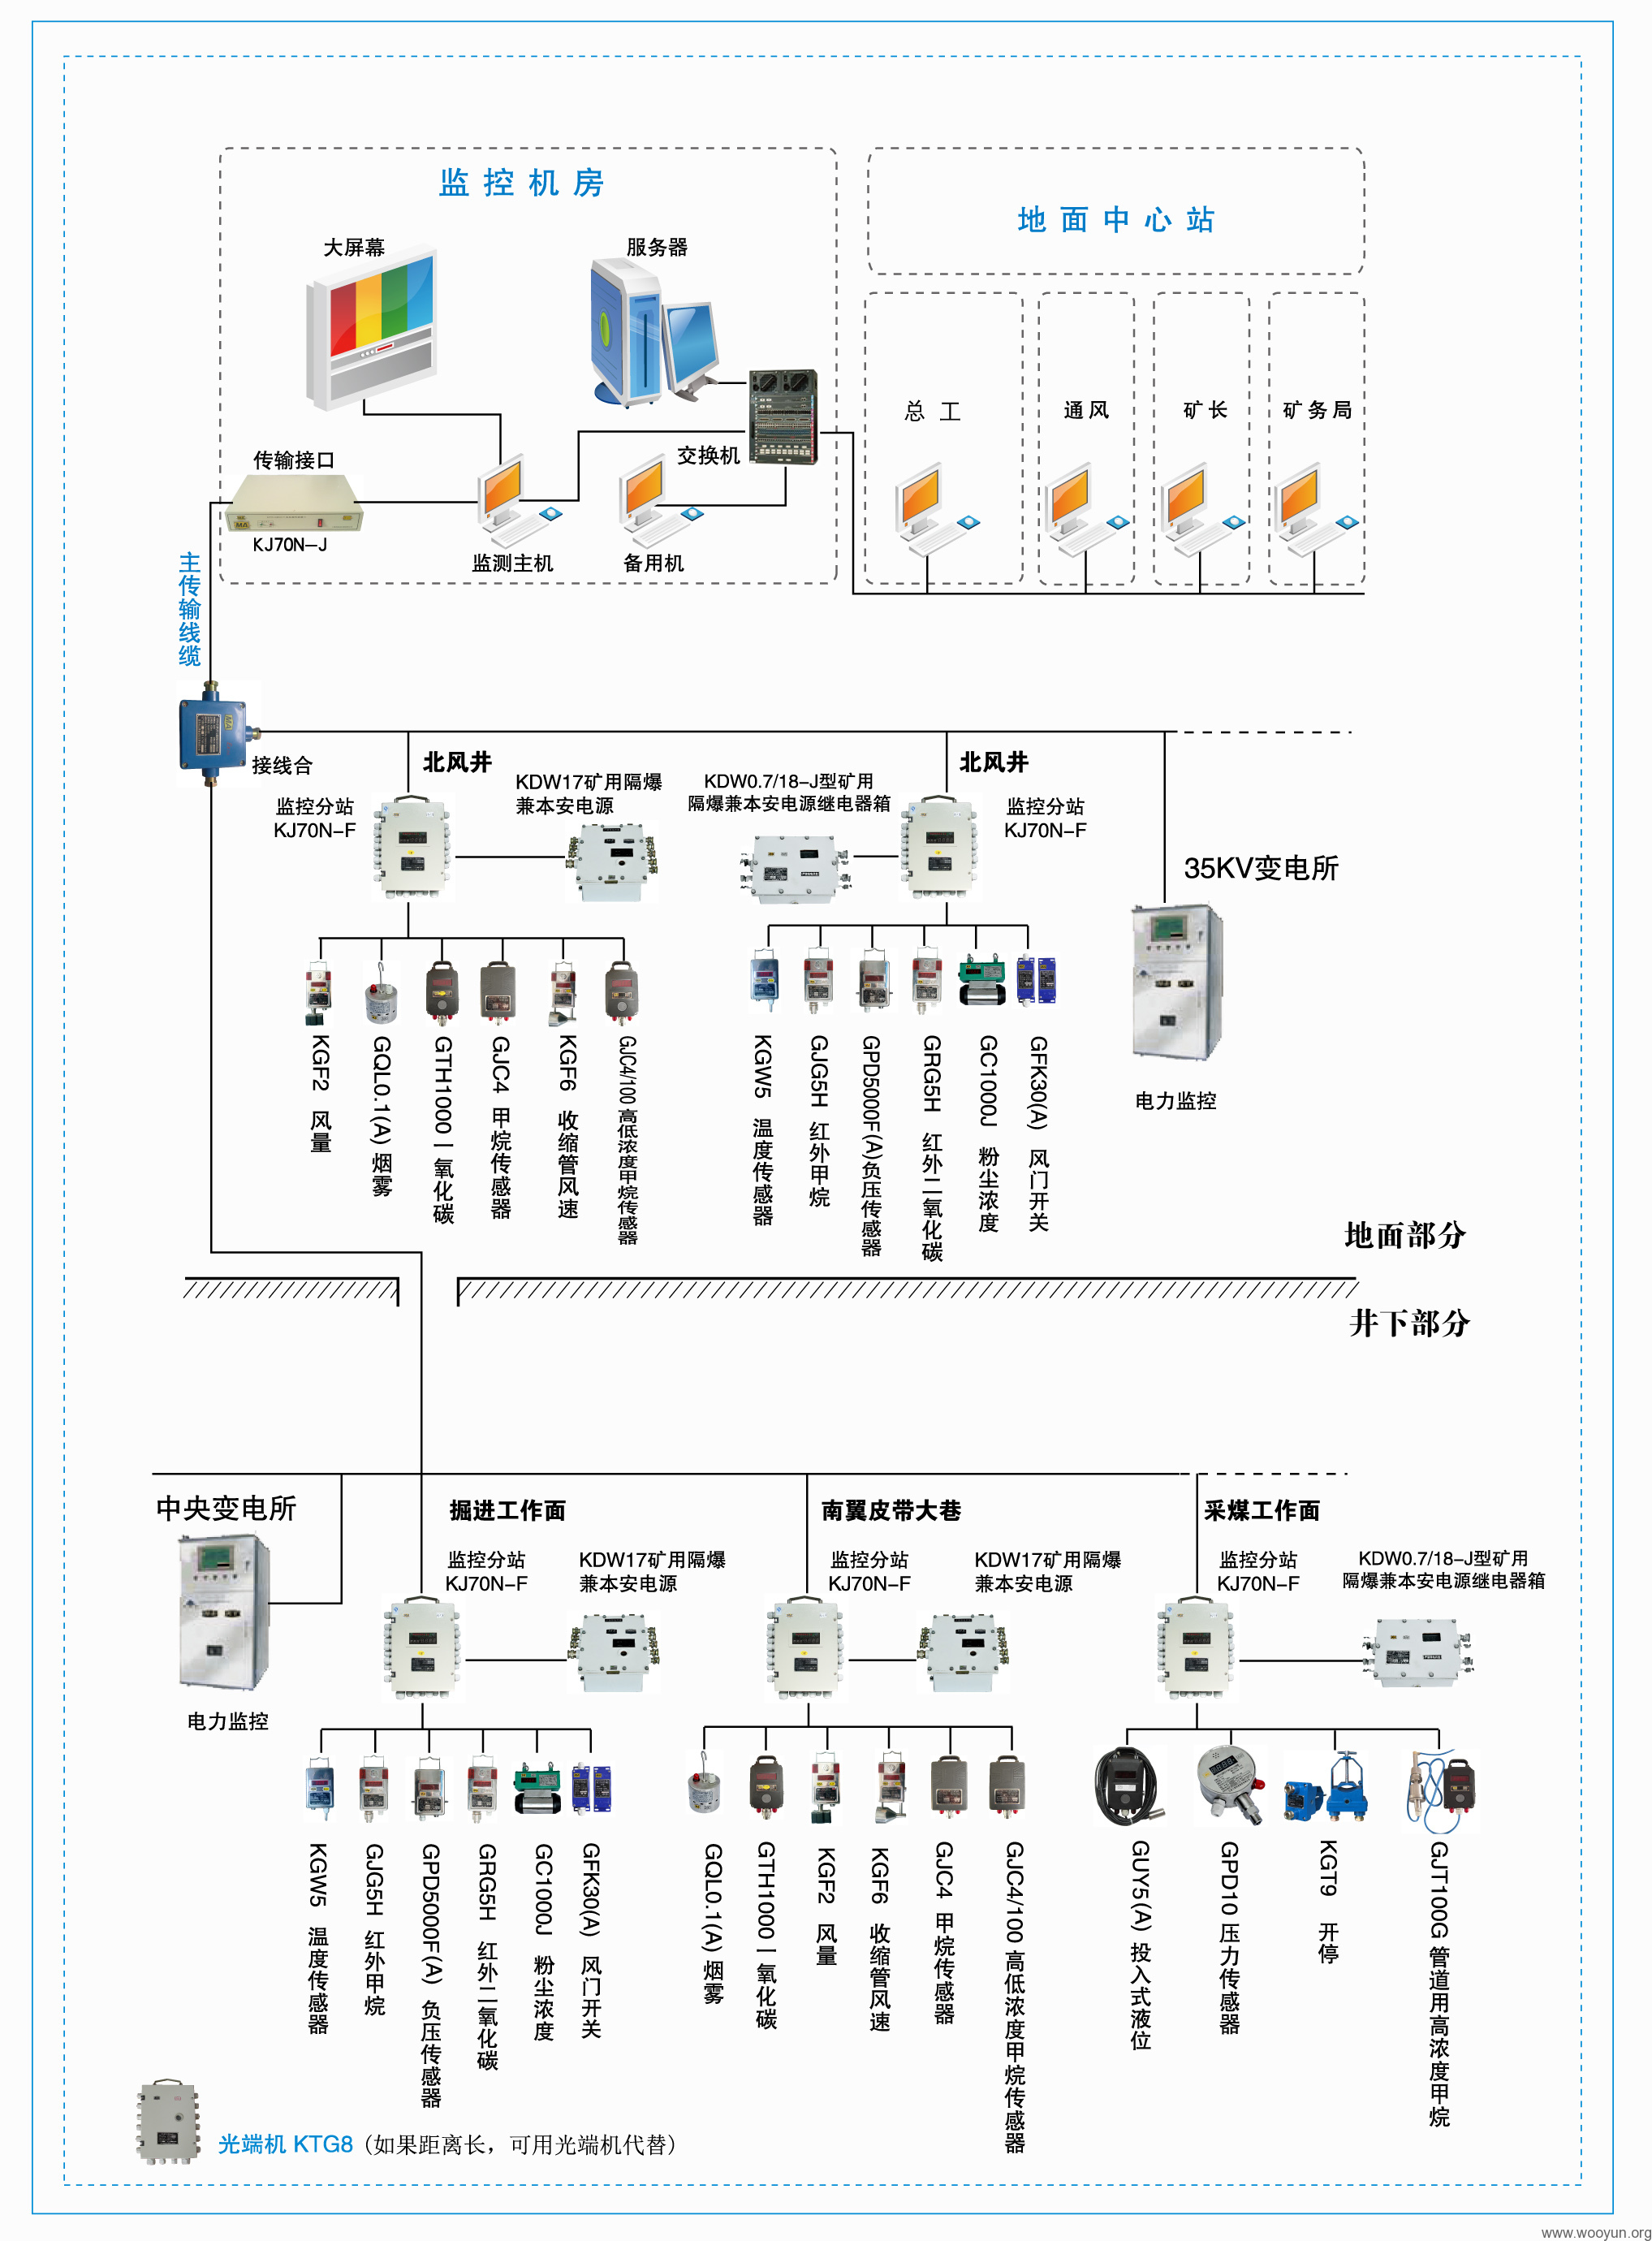 监控机房
地面中心站
大屏幕
服务器
交换机
传输接口
KJ70N-J
监测主机
备用机
总工
通风
矿长
矿务局
主传输线缆
接线合
北风井
监控分站
KJ70N-F
KDW17矿用隔爆
兼本安电源
KDW0.7/18-J型矿用
隔爆兼本安电源继电器箱
北风井
监控分站
KJ70N-F
35KV变电所
电力监控
KGF2 风量
GQL0.1(A) 烟雾
GTH1000 一氧化碳
GJC4 甲烷传感器
KGF6 收缩管风速
GJC4/100 高低浓度甲烷传感器
KGW5 温度传感器
GJG5H 红外甲烷
GPD5000F(A)负压传感器
GRG5H 红外二氧化碳
GC1000J 粉尘浓度
GFK30(A) 风门开关
地面部分
井下部分
中央变电所
电力监控
掘进工作面
监控分站
KJ70N-F
KDW17矿用隔爆
兼本安电源
南翼皮带大巷
监控分站
KJ70N-F
KDW17矿用隔爆
兼本安电源
采煤工作面
监控分站
KJ70N-F
KDW0.7/18-J型矿用
隔爆兼本安电源继电器箱
KGW5 温度传感器
GJG5H 红外甲烷
GPD5000F(A) 负压传感器
GRG5H 红外二氧化碳
GC1000J 粉尘浓度
GFK30(A) 风门开关
GQL0.1(A) 烟雾
GTH1000 一氧化碳
KGF2 风量
KGF6 收缩管风速
GJC4 甲烷传感器
GJC4/100 高低浓度甲烷传感器
GUY5(A) 投入式液位
GPD10 压力传感器
KGT9 开停
GJT100G 管道用高浓度甲烷
光端机 KTG8 (如果距离长，可用光端机代替)
www.wooyun.org